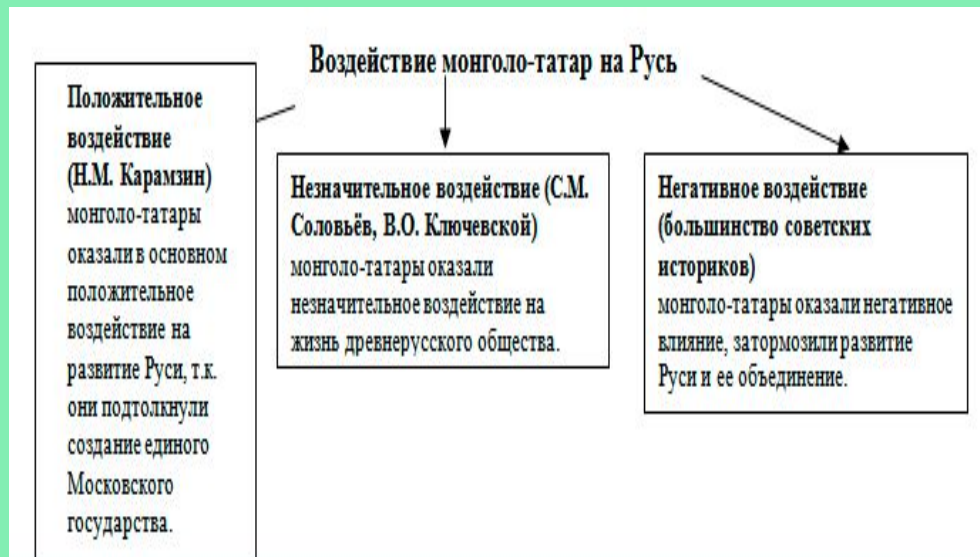 Воздействие монголо-татар на Русь
Положительное
воздействие
(Н.М. Карамзин)
монголо-татары
оказали в основном
положительное
воздействие на
развитие Руси, т.к.
они подтолкнули
создание единого
Московского
государства.
Незначительное воздействие (С.М.
Соловьёв, В.О. Ключевской)
монголо-татары оказали
незначительное воздействие на
жизнь древнерусского общества.
Негативное воздействие
(большинство советских
историков)
монголо-татары оказали негативное
влияние, затормозили развитие
Руси и ее объединение.